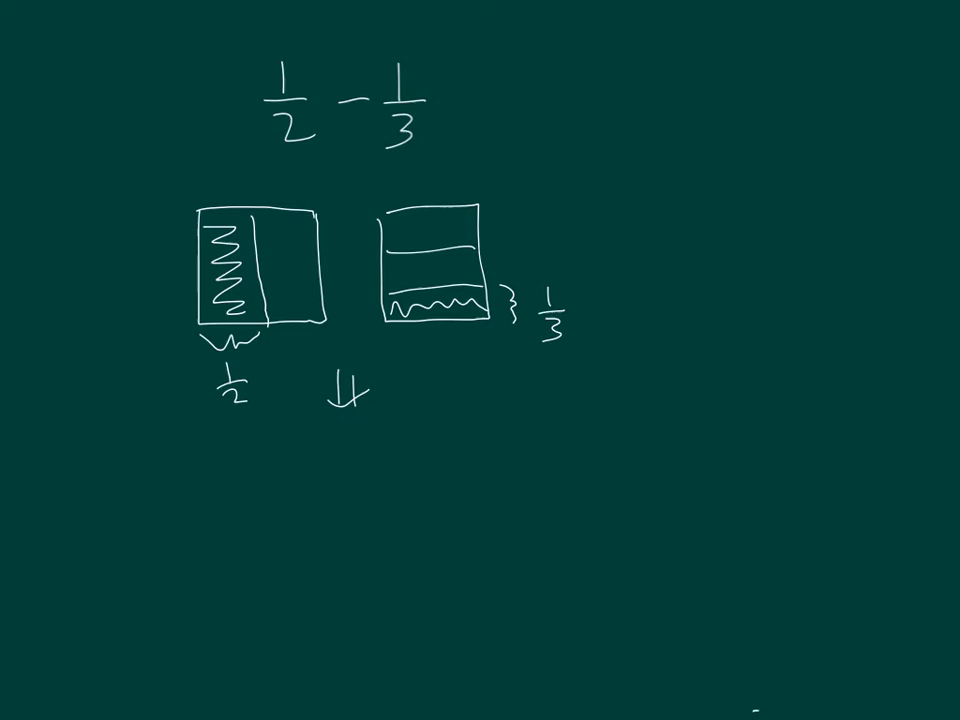 1/2 - 1/3
1/3
1/2
⇓